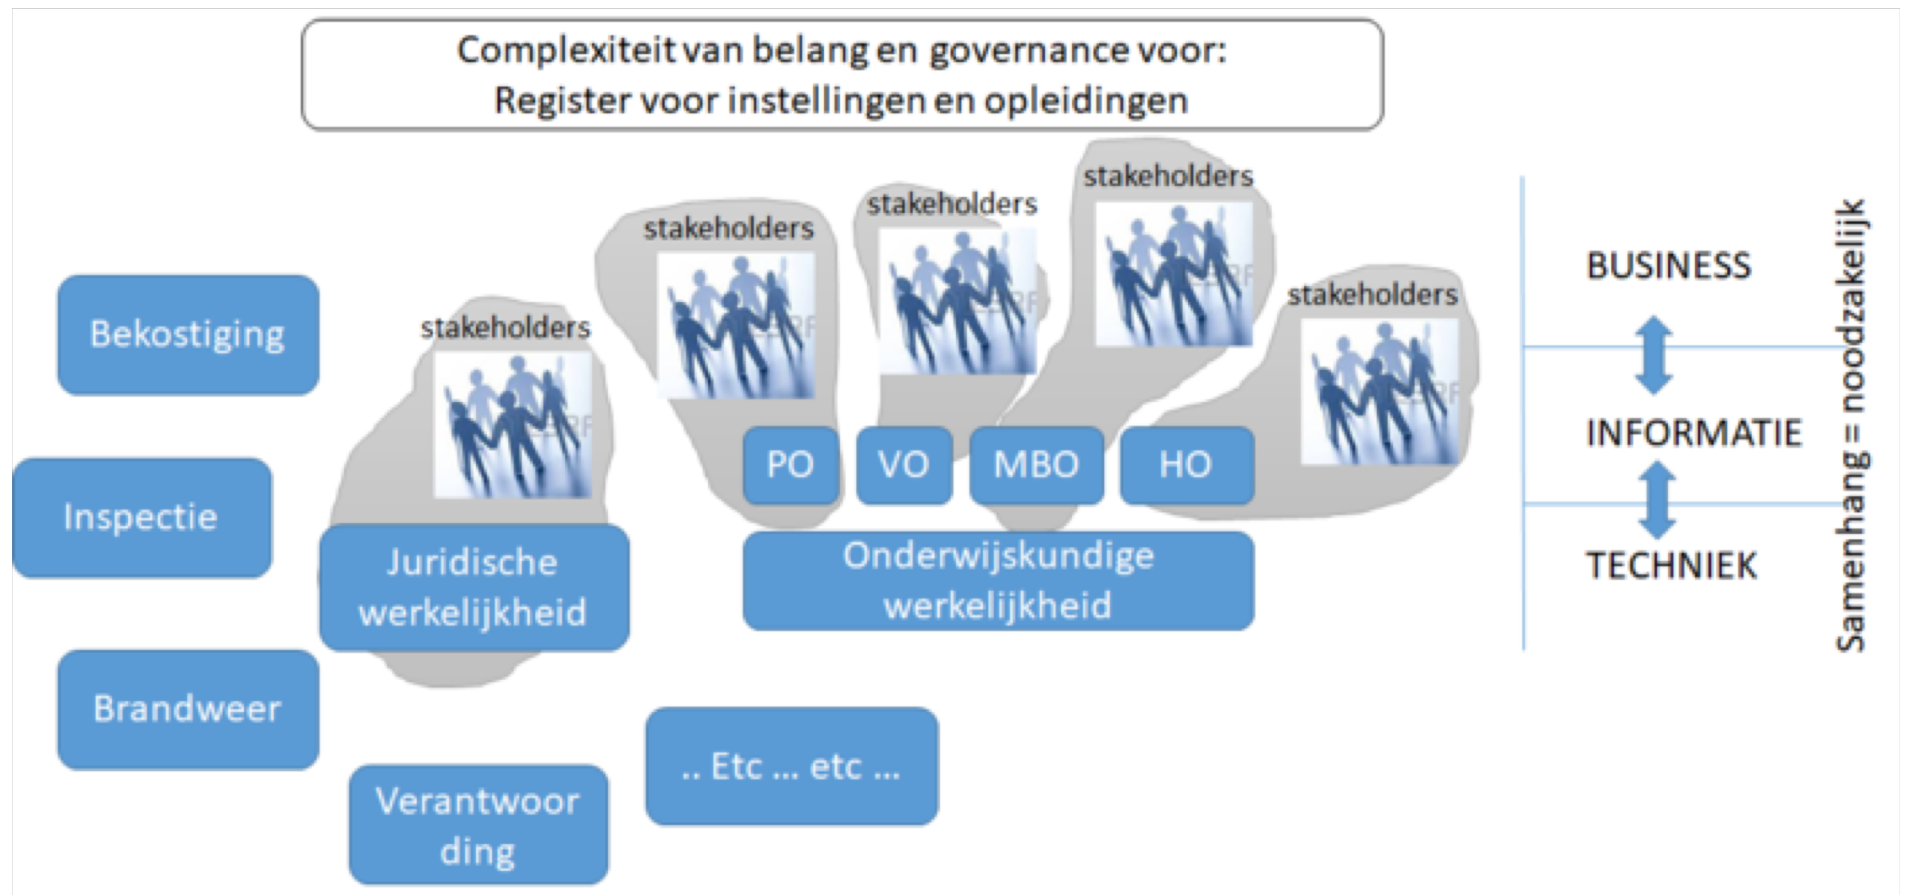 Complexiteit van belang en governance voor:
Register voor instellingen en opleidingen
stakeholders
stakeholders
stakeholders
stakeholders
stakeholders
Bekostiging
Inspectie
Brandweer
Juridische
werkelijkheid
PO
VO
MBO
HO
Onderwijskundige
werkelijkheid
Verantwoor
ding
.. Etc ... etc ...
BUSINESS
INFORMATIE
TECHNIEK
Samenhang = noodzakelijk